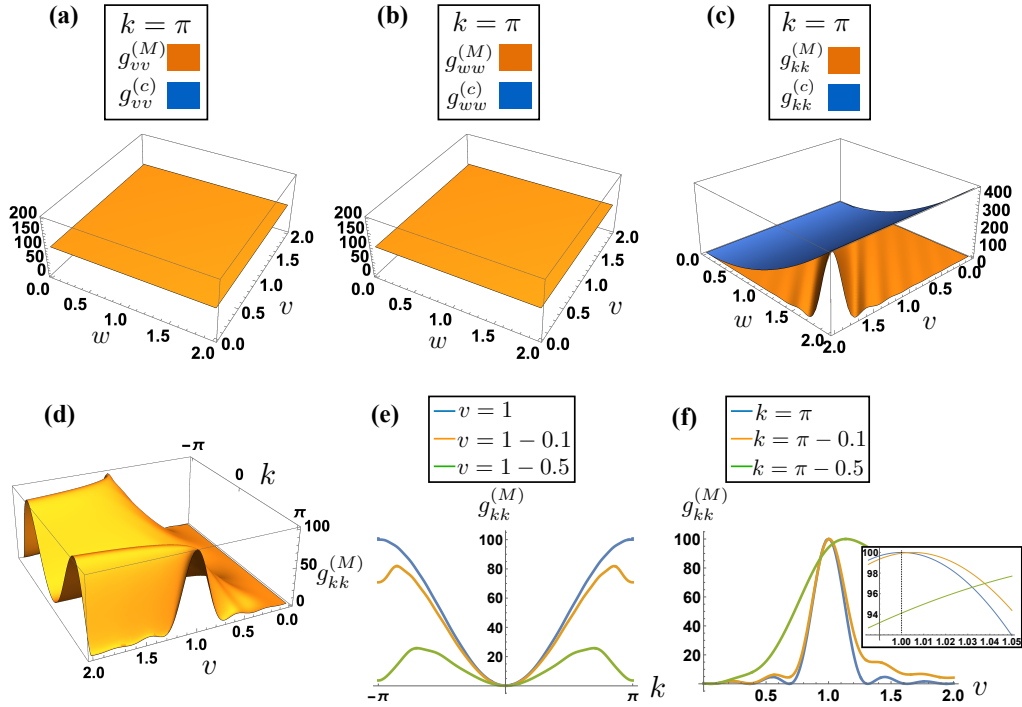 (a)
k = π
g_{vv}^{(M)}
g_{vv}^{(c)}
200
150
100
50
0
0.0
0.5
1.0
1.5
2.0
w
0.0
0.5
1.0
1.5
2.0
v
(b)
k = π
g_{ww}^{(M)}
g_{ww}^{(c)}
200
150
100
50
0
0.0
0.5
1.0
1.5
2.0
w
0.0
0.5
1.0
1.5
2.0
v
(c)
k = π
g_{kk}^{(M)}
g_{kk}^{(c)}
400
300
200
100
0
0.0
0.5
1.0
1.5
2.0
w
0.0
0.5
1.0
1.5
2.0
v
(d)
−π
0
π
k
100
50
0
g_{kk}^{(M)}
2.0
1.5
1.0
0.5
0.0
v
(e)
v = 1
v = 1 − 0.1
v = 1 − 0.5
g_{kk}^{(M)}
100
80
60
40
20
−π
0
π
k
(f)
k = π
k = π − 0.1
k = π − 0.5
g_{kk}^{(M)}
100
80
60
40
20
0
0.5
1.0
1.5
2.0
v
100
98
96
94
1.00 1.01 1.02 1.03 1.04 1.05